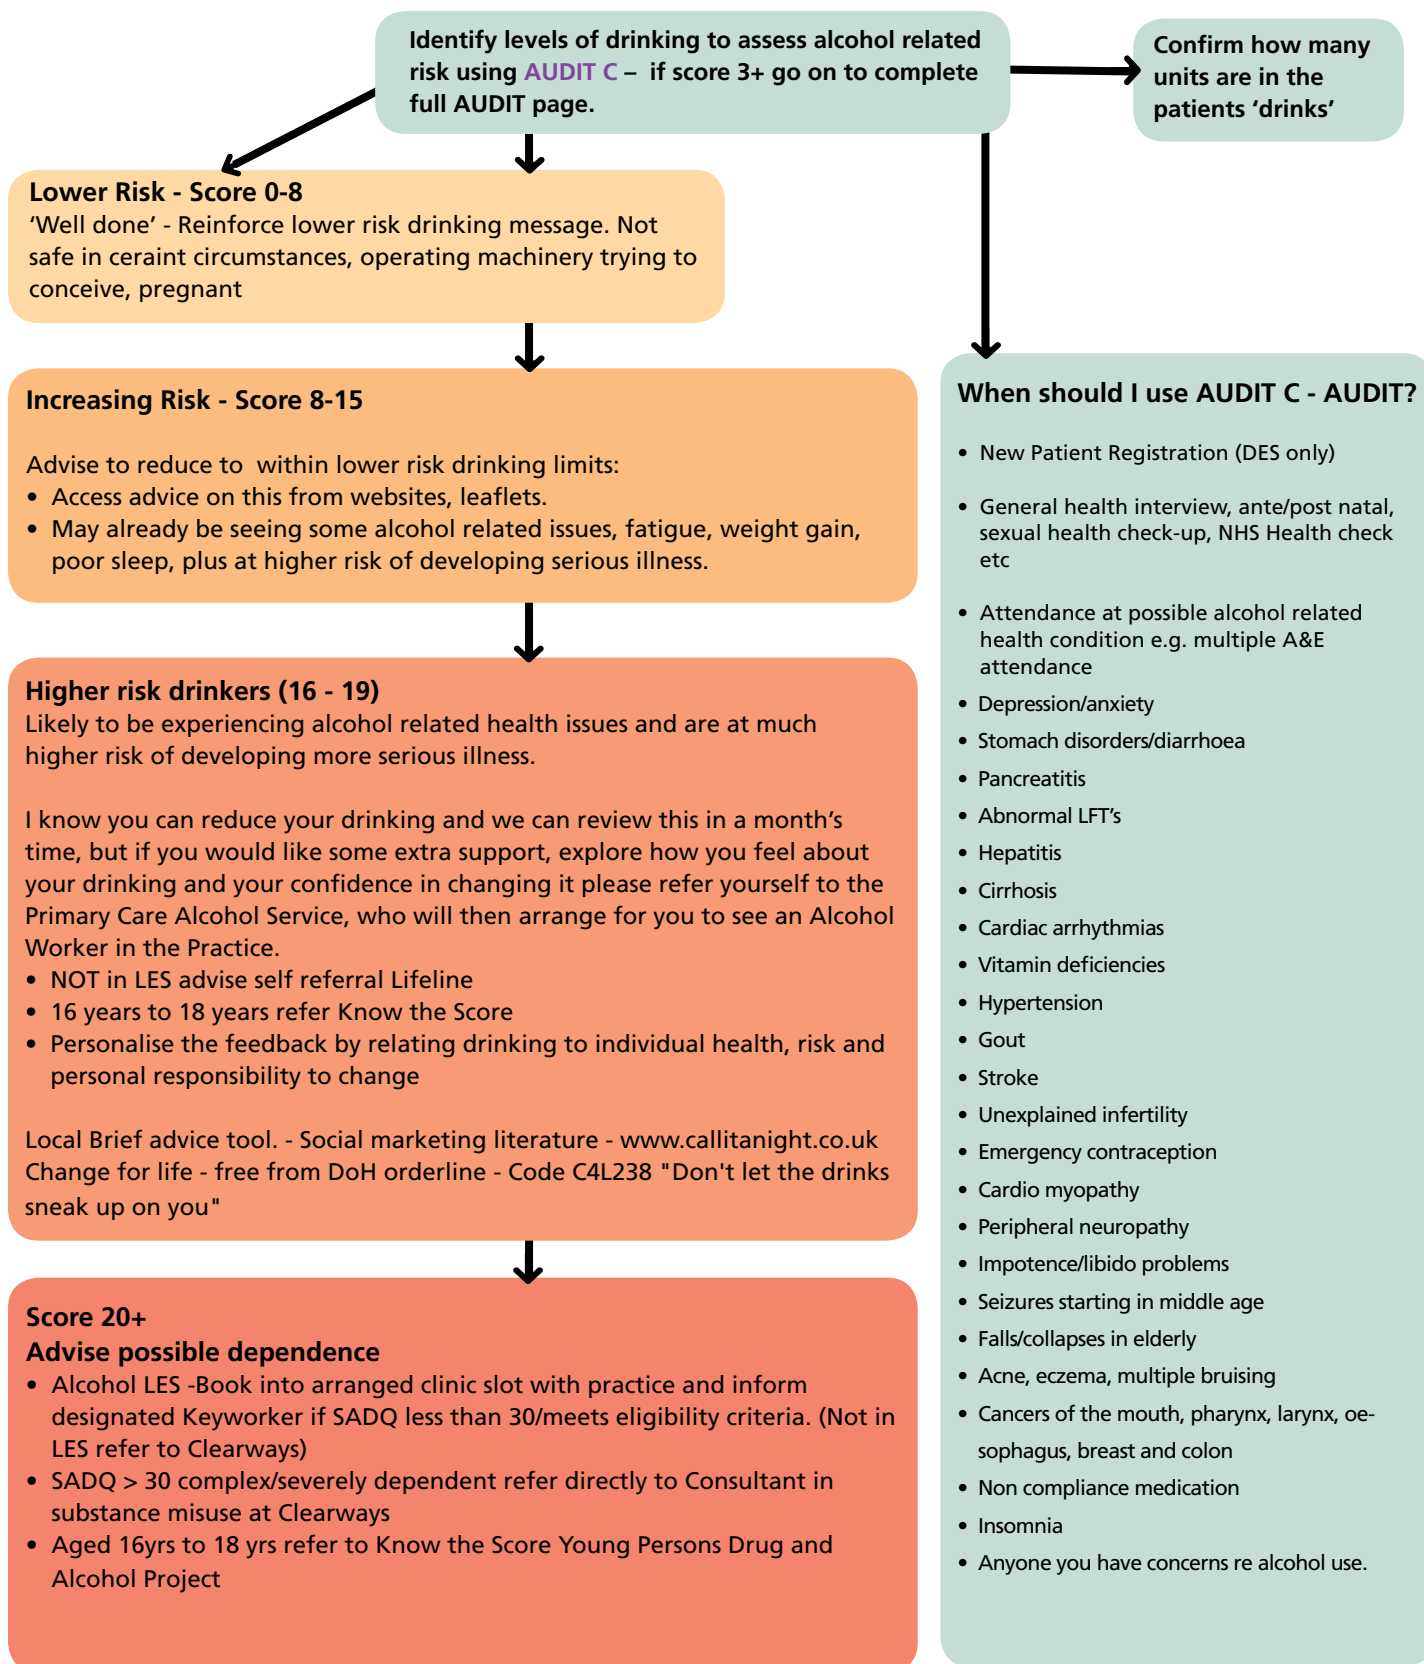 Identify levels of drinking to assess alcohol related
risk using AUDIT C – if score 3+ go on to complete
full AUDIT page.
Confirm how many
units are in the
patients ‘drinks’
Lower Risk - Score 0-8
‘Well done’ - Reinforce lower risk drinking message. Not
safe in ceraint circumstances, operating machinery trying to
conceive, pregnant
Increasing Risk - Score 8-15
Advise to reduce to within lower risk drinking limits:
• Access advice on this from websites, leaflets.
• May already be seeing some alcohol related issues, fatigue, weight gain,
poor sleep, plus at higher risk of developing serious illness.
Higher risk drinkers (16 - 19)
Likely to be experiencing alcohol related health issues and are at much
higher risk of developing more serious illness.
I know you can reduce your drinking and we can review this in a month’s
time, but if you would like some extra support, explore how you feel about
your drinking and your confidence in changing it please refer yourself to the
Primary Care Alcohol Service, who will then arrange for you to see an Alcohol
Worker in the Practice.
• NOT in LES advise self referral Lifeline
• 16 years to 18 years refer Know the Score
• Personalise the feedback by relating drinking to individual health, risk and
personal responsibility to change
Local Brief advice tool. - Social marketing literature - www.callitanight.co.uk
Change for life - free from DoH orderline - Code C4L238 "Don't let the drinks
sneak up on you"
Score 20+
Advise possible dependence
• Alcohol LES -Book into arranged clinic slot with practice and inform
designated Keyworker if SADQ less than 30/meets eligibility criteria. (Not in
LES refer to Clearways)
• SADQ > 30 complex/severely dependent refer directly to Consultant in
substance misuse at Clearways
• Aged 16yrs to 18 yrs refer to Know the Score Young Persons Drug and
Alcohol Project
When should I use AUDIT C - AUDIT?
• New Patient Registration (DES only)
• General health interview, ante/post natal,
sexual health check-up, NHS Health check
etc
• Attendance at possible alcohol related
health condition e.g. multiple A&E
attendance
• Depression/anxiety
• Stomach disorders/diarrhoea
• Pancreatitis
• Abnormal LFT’s
• Hepatitis
• Cirrhosis
• Cardiac arrhythmias
• Vitamin deficiencies
• Hypertension
• Gout
• Stroke
• Unexplained infertility
• Emergency contraception
• Cardio myopathy
• Peripheral neuropathy
• Impotence/libido problems
• Seizures starting in middle age
• Falls/collapses in elderly
• Acne, eczema, multiple bruising
• Cancers of the mouth, pharynx, larynx, oe-
sophagus, breast and colon
• Non compliance medication
• Insomnia
• Anyone you have concerns re alcohol use.